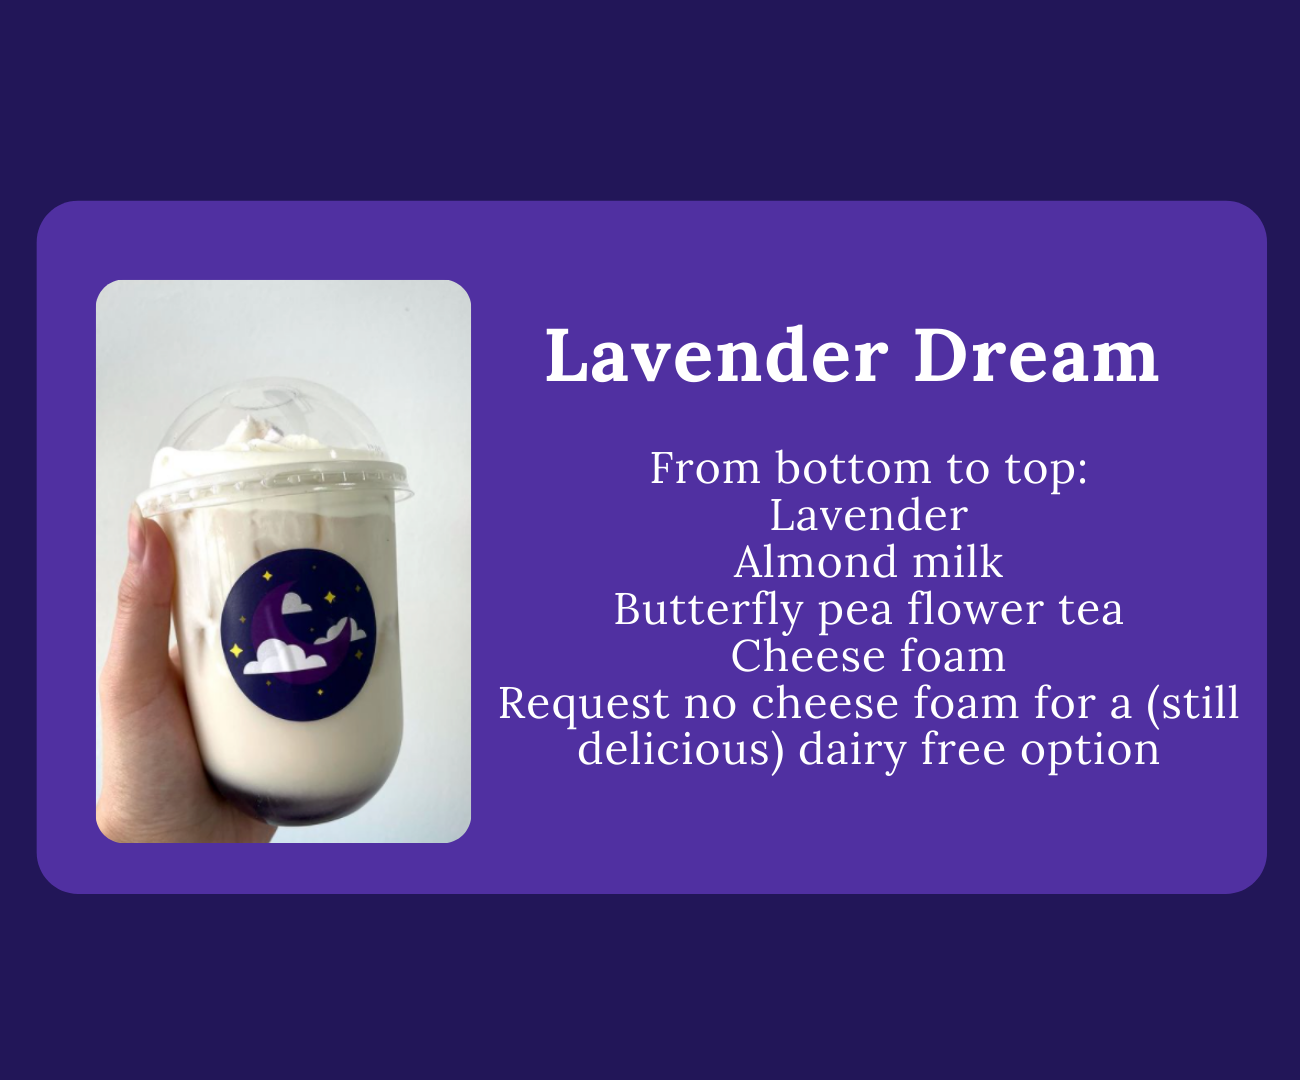 Lavender Dream
From bottom to top:
Lavender
Almond milk
Butterfly pea flower tea
Cheese foam
Request no cheese foam for a (still
delicious) dairy free option